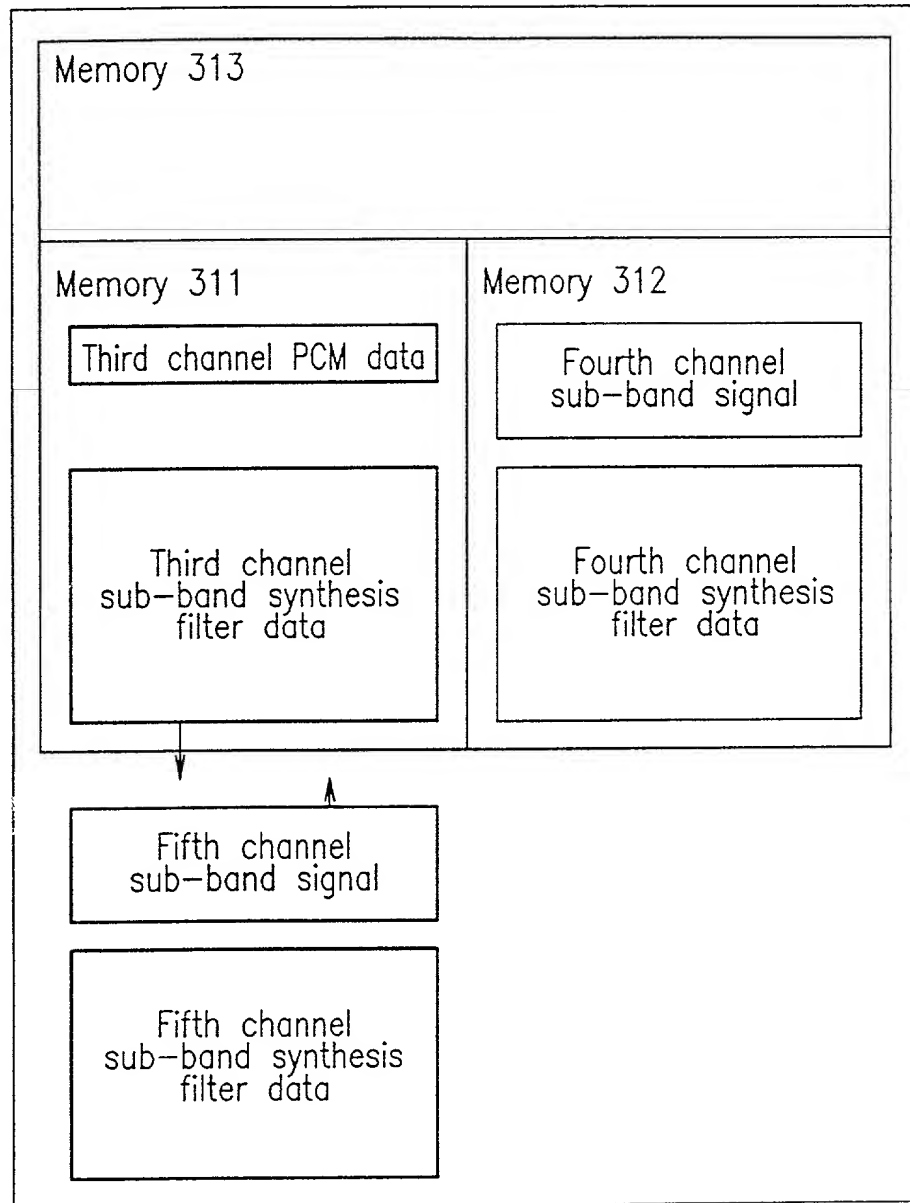 Memory 313
Memory 311
Third channel PCM data
Third channel
sub-band synthesis
filter data
Memory 312
Fourth channel
sub-band signal
Fourth channel
sub-band synthesis
filter data
Fifth channel
sub-band signal
Fifth channel
sub-band synthesis
filter data